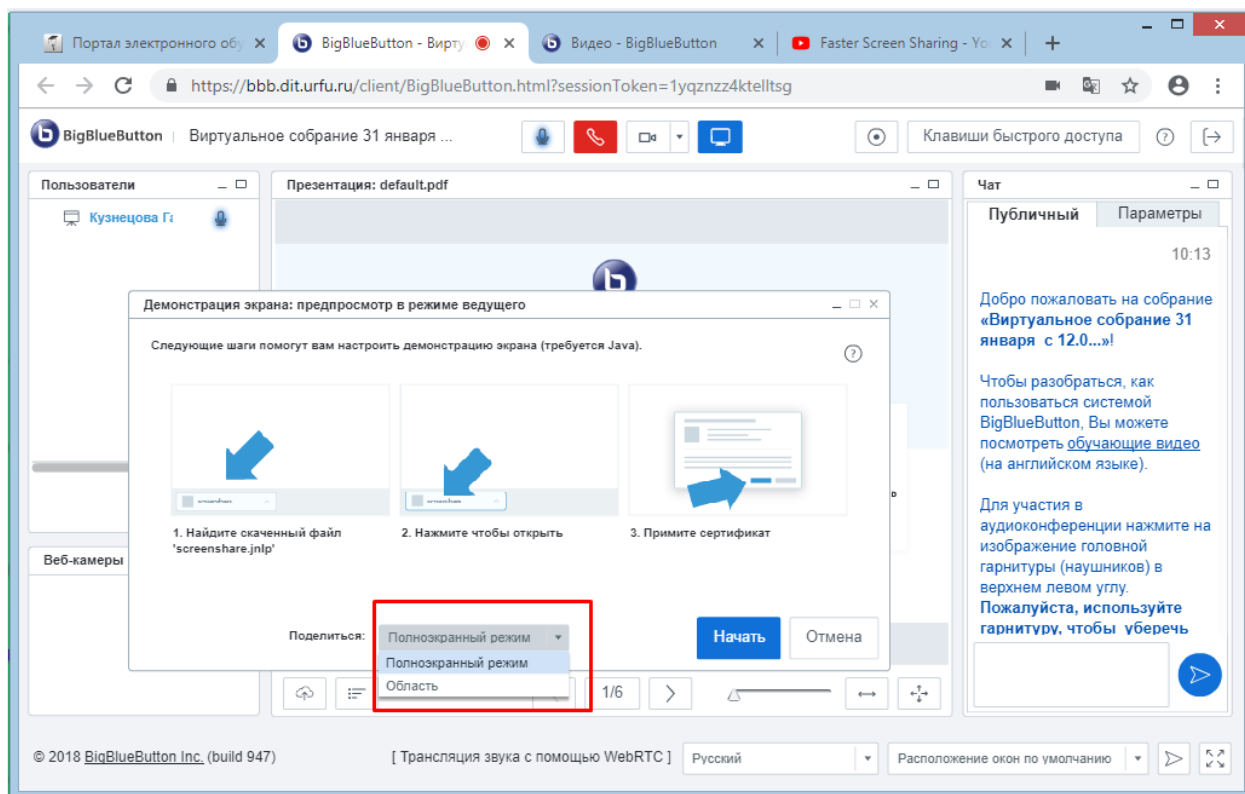 Портал электронного обу
BigBlueButton - Вирту
Видео - BigBlueButton
Faster Screen Sharing - Yo
https://bbb.dit.urfu.ru/client/BigBlueButton.html?sessionToken=1yqznzz4ktelltsg
BigBlueButton
Виртуальное собрание 31 января ...
Клавиши быстрого доступа
Пользователи
Кузнецова Га
Презентация: default.pdf
Демонстрация экрана: предпросмотр в режиме ведущего
Следующие шаги помогут вам настроить демонстрацию экрана (требуется Java).
1. Найдите скаченный файл
'screenshare.jnlp'
2. Нажмите чтобы открыть
3. Примите сертификат
Поделиться:
Полноэкранный режим
Полноэкранный режим
Область
Начать
Отмена
Веб-камеры
1/6
Чат
Публичный
Параметры
10:13
Добро пожаловать на собрание
«Виртуальное собрание 31
января с 12.0...»!
Чтобы разобраться, как
пользоваться системой
BigBlueButton, Вы можете
посмотреть обучающие видео
(на английском языке).
Для участия в
аудиоконференции нажмите на
изображение головной
гарнитуры (наушников) в
верхнем левом углу.
Пожалуйста, используйте
гарнитуру, чтобы уберечь
© 2018 BigBlueButton Inc. (build 947)
[ Трансляция звука с помощью WebRTC ]
Русский
Расположение окон по умолчанию